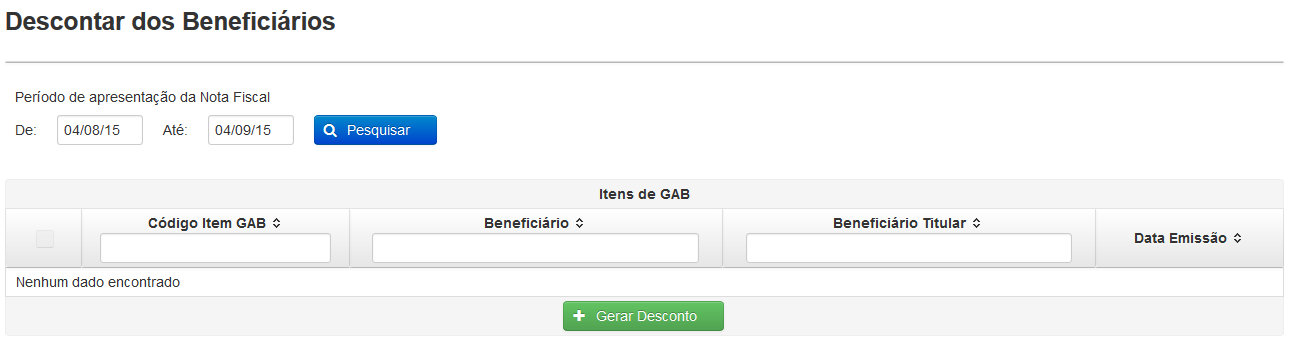 Descontar dos Beneficiários
Período de apresentação da Nota Fiscal
De: 04/08/15 Até: 04/09/15 Pesquisar
Itens de GAB
Código Item GAB Beneficiário Beneficiário Titular Data Emissão
Nenhum dado encontrado
Gerar Desconto